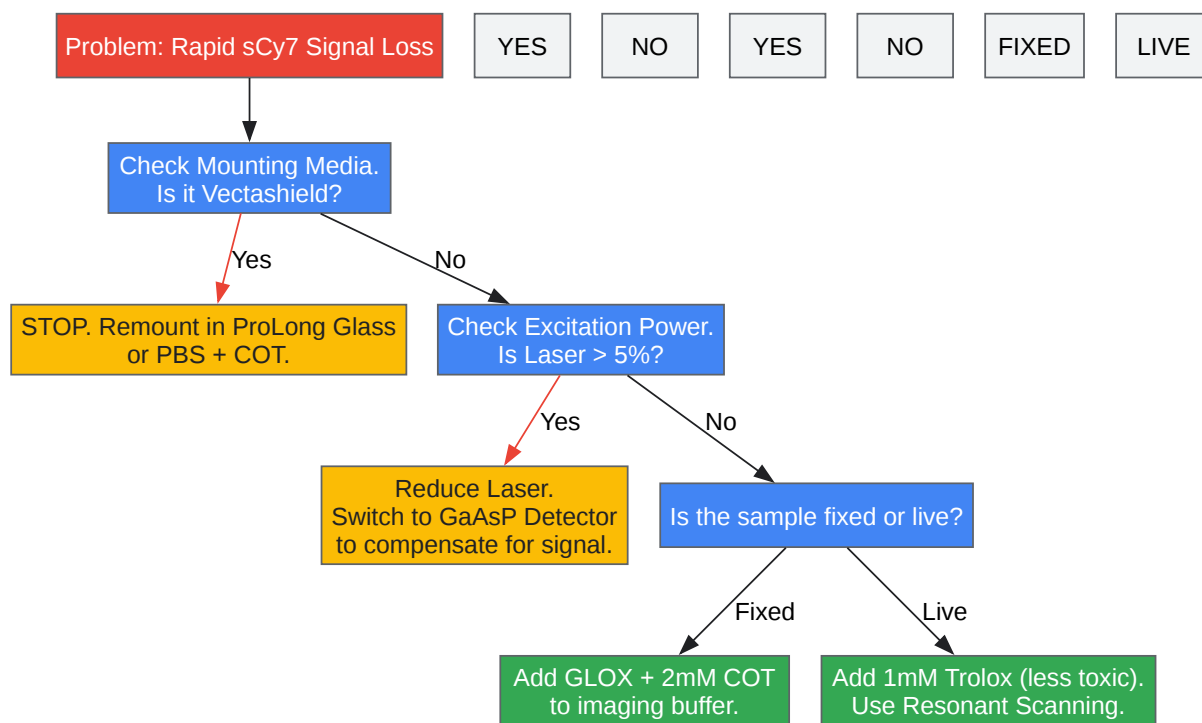 Problem: Rapid sCy7 Signal Loss
YES
NO
YES
NO
FIXED
LIVE
Check Mounting Media.
Is it Vectashield?
Yes
No
STOP. Remount in ProLong Glass
or PBS + COT.
Check Excitation Power.
Is Laser > 5%?
Yes
No
Reduce Laser.
Switch to GaAsP Detector
to compensate for signal.
Is the sample fixed or live?
Fixed
Live
Add GLOX + 2mM COT
to imaging buffer.
Add 1mM Trolox (less toxic).
Use Resonant Scanning.